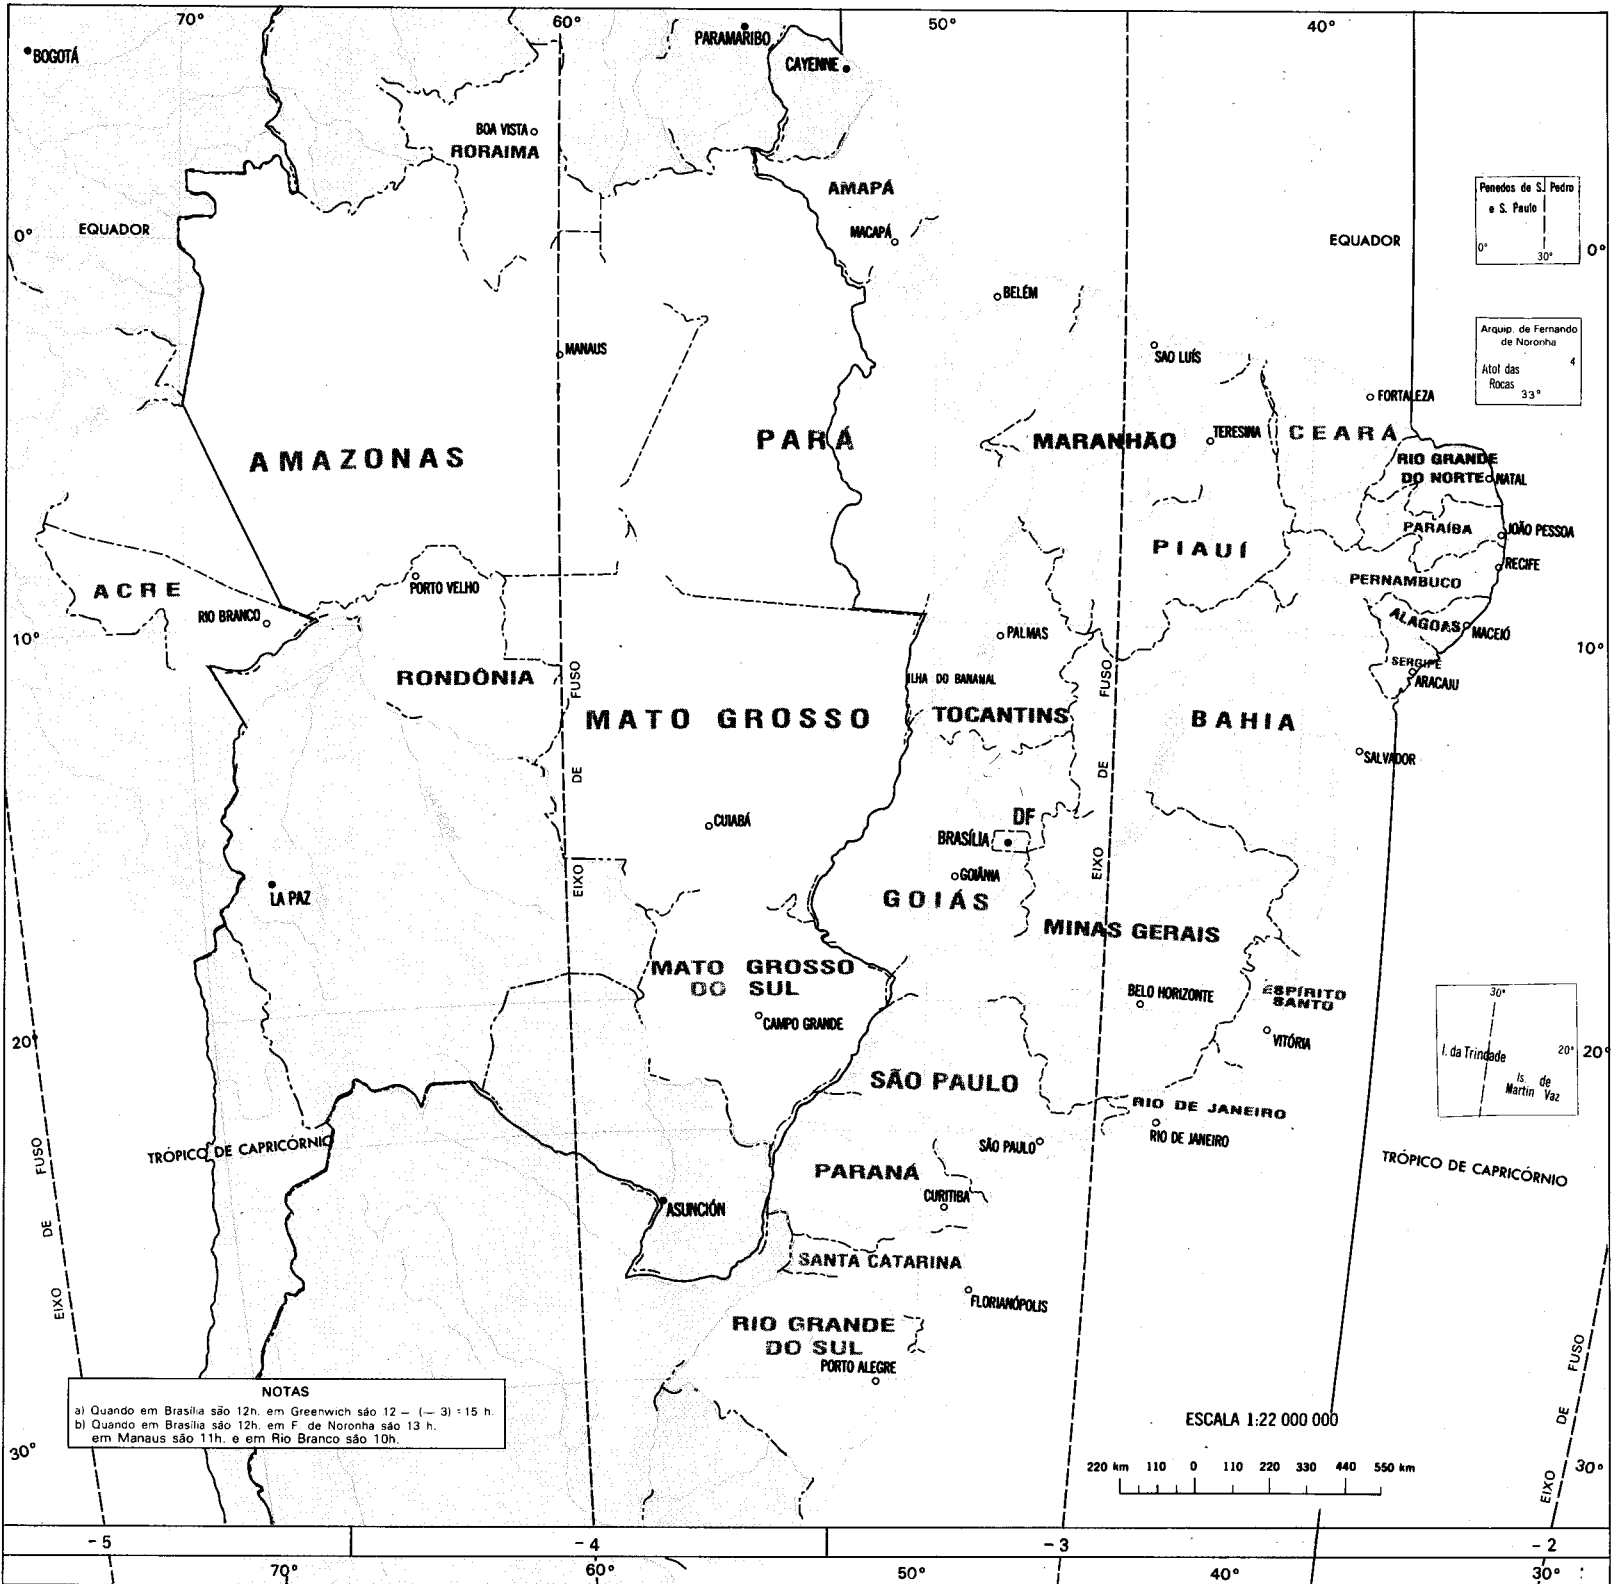 70°
60°
50°
40°
BOGOTÁ
PARAMARIBO
CAYENNE
BOA VISTA
RORAIMA
AMAPÁ
Penedos de S. Pedro
e S. Paulo
0°
30°
EQUADOR
0°
MACAPÁ
EQUADOR
0°
BELÉM
Arquip. de Fernando
de Noronha
4
Atol das
Rocas
33°
MANAUS
SAO LUÍS
FORTALEZA
AMAZONAS
PARÁ
MARANHÃO
TERESINA
CEARÁ
RIO GRANDE
DO NORTE
NATAL
PARAÍBA
JOÃO PESSOA
PIAUÍ
RECIFE
ACRE
PORTO VELHO
PERNAMBUCO
RIO BRANCO
ALAGOAS
MACEIÓ
10°
PALMAS
10°
RONDÔNIA
ILHA DO BANANAL
SERGIPE
ARACAJU
MATO GROSSO
TOCANTINS
BAHIA
SALVADOR
EIXO DE FUSO
EIXO DE FUSO
CUIABÁ
DF
BRASÍLIA
GOIÂNIA
LA PAZ
GOIÁS
MINAS GERAIS
MATO GROSSO
DO SUL
BELO HORIZONTE
ESPÍRITO
SANTO
30°
CAMPO GRANDE
VITÓRIA
20°
I. da Trindade
20°
20°
Is. de
Martin Vaz
SÃO PAULO
RIO DE JANEIRO
RIO DE JANEIRO
SÃO PAULO
TRÓPICO DE CAPRICÓRNIO
TRÓPICO DE CAPRICÓRNIO
PARANÁ
CURITIBA
ASUNCIÓN
SANTA CATARINA
FLORIANÓPOLIS
EIXO DE FUSO
RIO GRANDE
DO SUL
PORTO ALEGRE
EIXO DE FUSO
NOTAS
a) Quando em Brasília são 12h. em Greenwich são 12 – (– 3) = 15 h.
b) Quando em Brasília são 12h. em F. de Noronha são 13 h.
em Manaus são 11h. e em Rio Branco são 10h.
ESCALA 1:22 000 000
30°
220 km 110 0 110 220 330 440 550 km
30°
- 5
- 4
- 3
- 2
70°
60°
50°
40°
30°